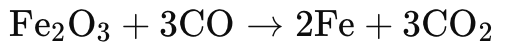 Fe₂O₃ + 3CO → 2Fe + 3CO₂